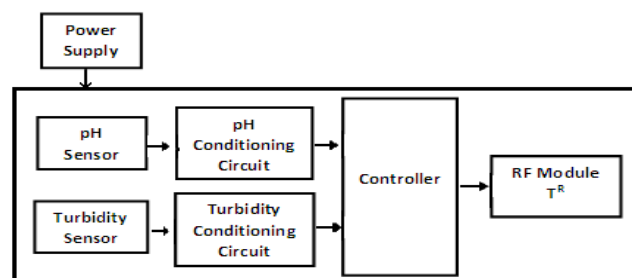 Power
Supply
pH
Sensor
pH
Conditioning
Circuit
Controller
RF Module
T^R
Turbidity
Sensor
Turbidity
Conditioning
Circuit